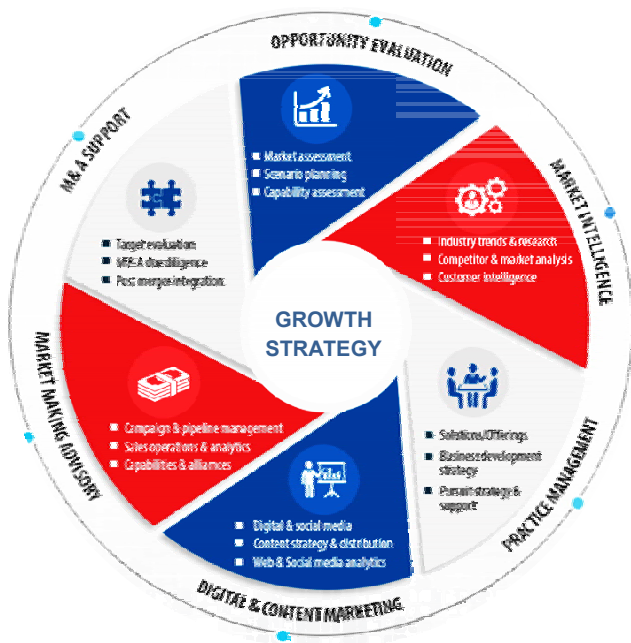 OPPORTUNITY EVALUATION
Market assessment
Scenario planning
Capability assessment
MARKET INTELLIGENCE
Industry trends & research
Competitor & market analysis
Customer intelligence
PRACTICE MANAGEMENT
Solutions/Offerings
Business development
strategy
Pursuit strategy &
support
DIGITAL & CONTENT MARKETING
Digital & social media
Content strategy & distribution
Web & Social media analytics
MARKET MAKING ADVISORY
Campaign & pipeline management
Sales operations & analytics
Capabilities & alliances
M& A SUPPORT
Target evaluation
M& A due diligence
Post merger integration
GROWTH
STRATEGY